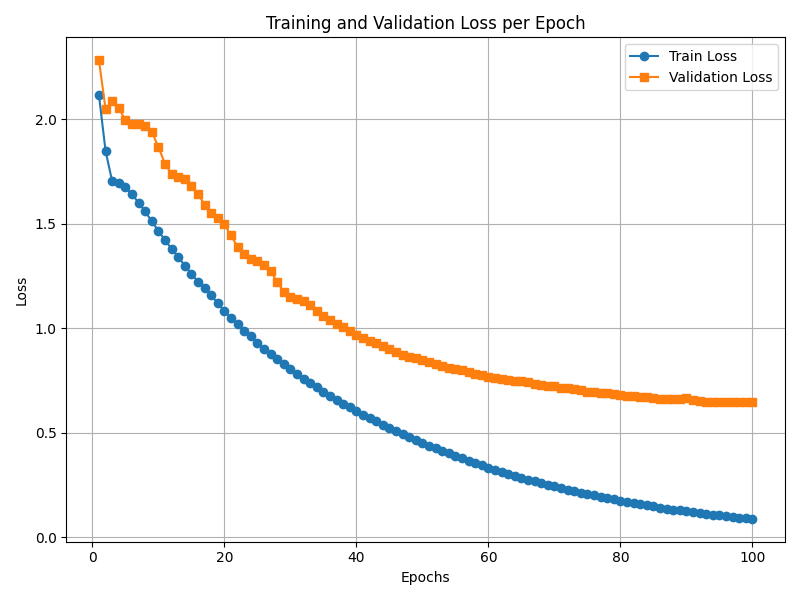 Training and Validation Loss per Epoch
Train Loss
Validation Loss
2.0
1.5
1.0
0.5
0.0
Loss
0 20 40 60 80 100
Epochs